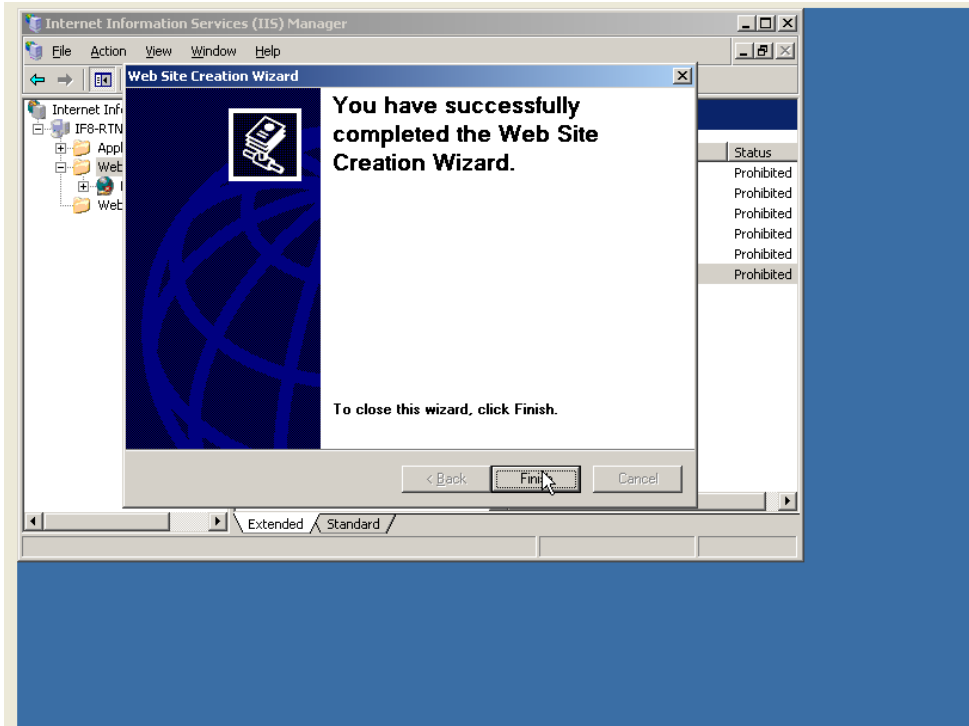 Internet Information Services (IIS) Manager
File Action View Window Help
Web Site Creation Wizard
Internet Inf
IF8-RTN
Appl
Web
Web
You have successfully
completed the Web Site
Creation Wizard.
To close this wizard, click Finish.
< Back Finish Cancel
Status
Prohibited
Prohibited
Prohibited
Prohibited
Prohibited
Prohibited
Extended Standard